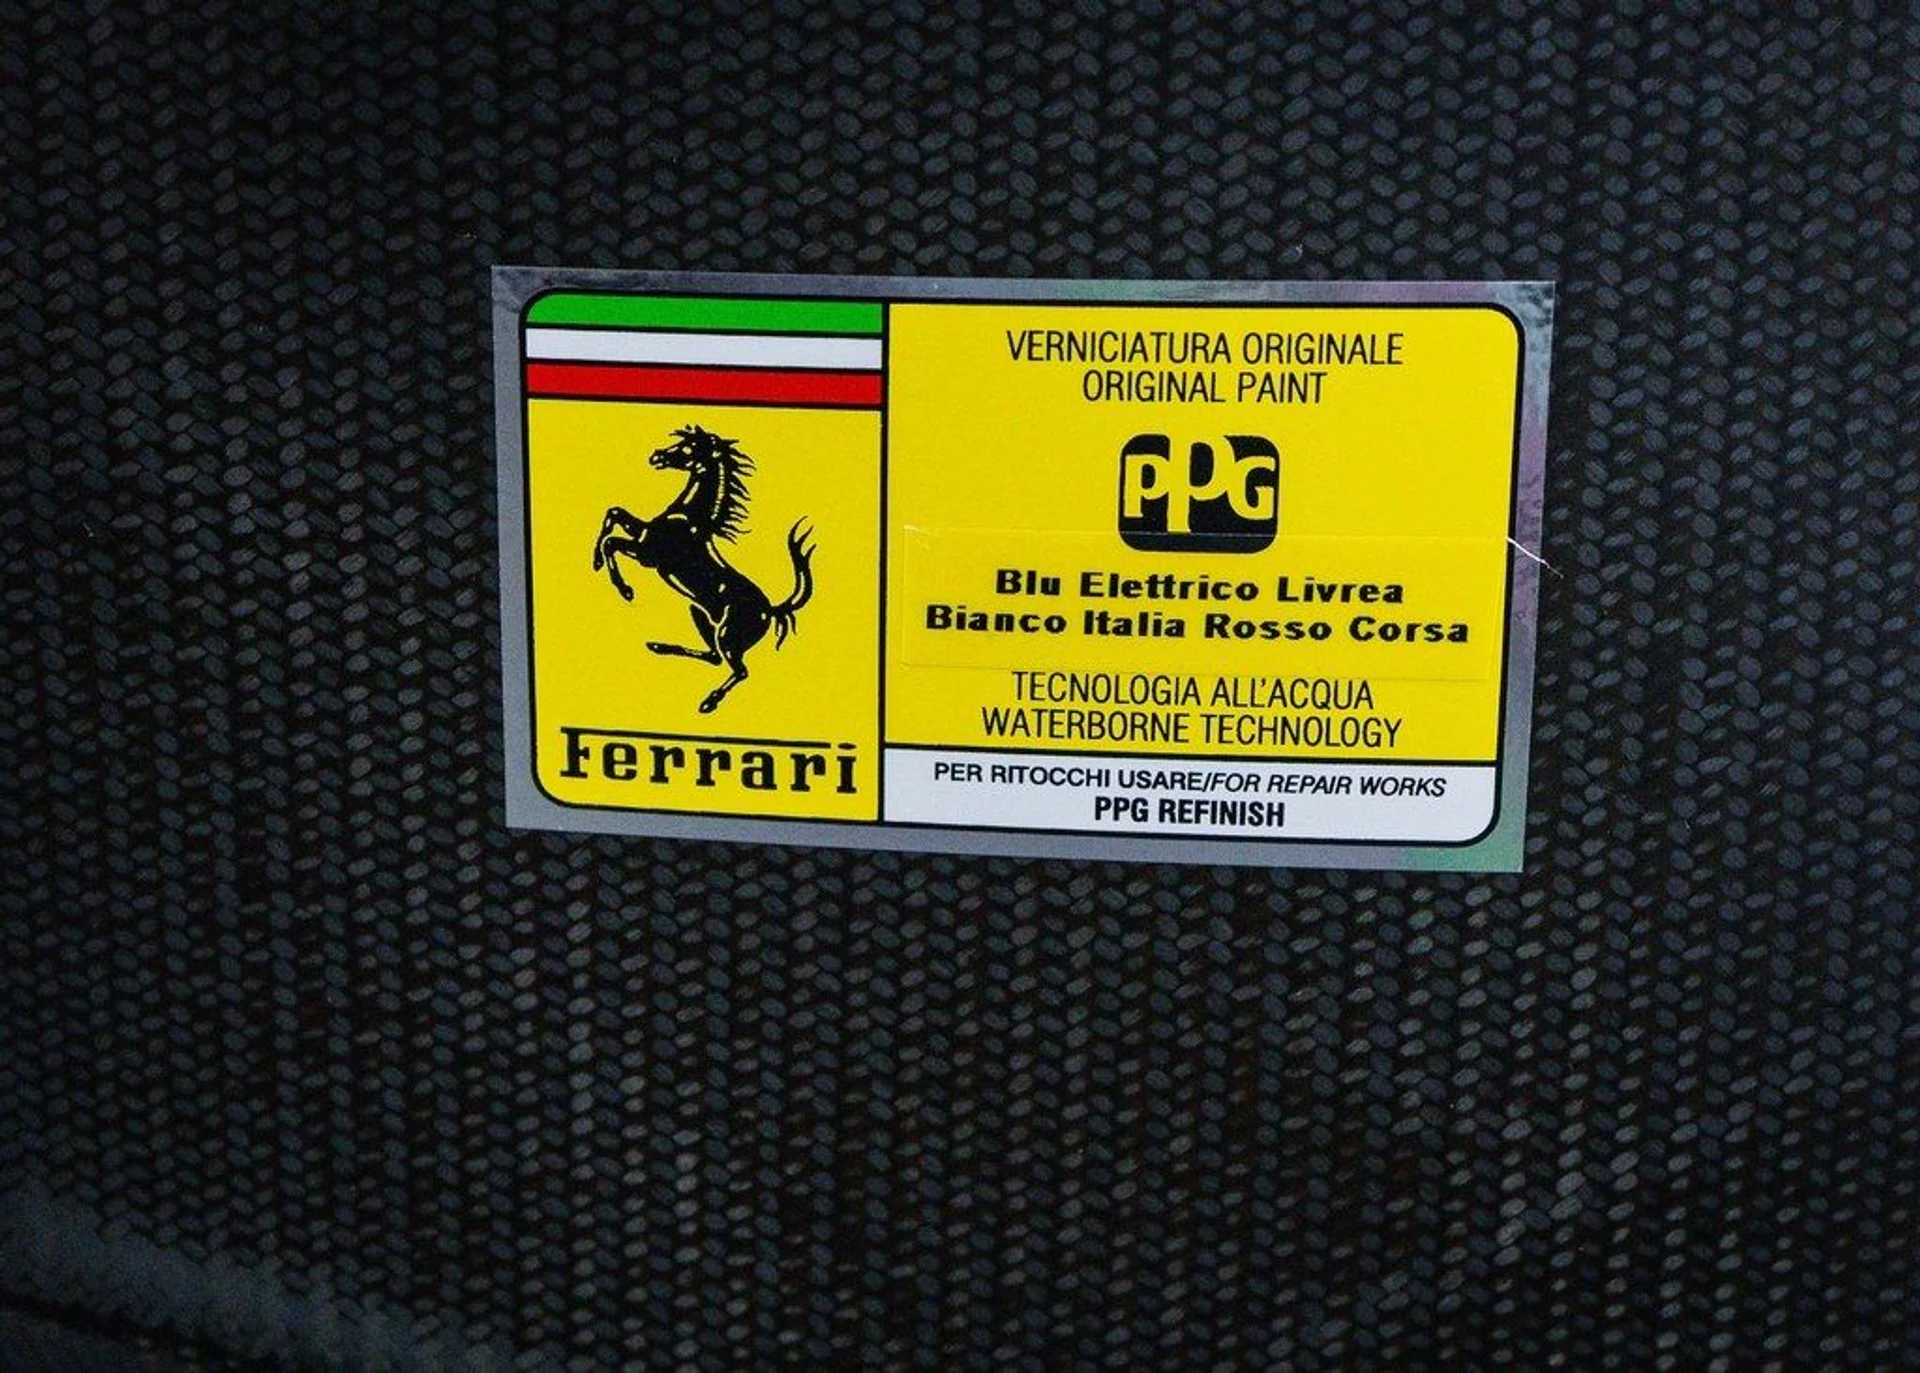 Ferrari
VERNICIATURA ORIGINALE
ORIGINAL PAINT
PPG
Blu Elettrico Livrea
Bianco Italia Rosso Corsa
TECNOLOGIA ALL'ACQUA
WATERBORNE TECHNOLOGY
PER RITOCCHI USARE/FOR REPAIR WORKS
PPG REFINISH